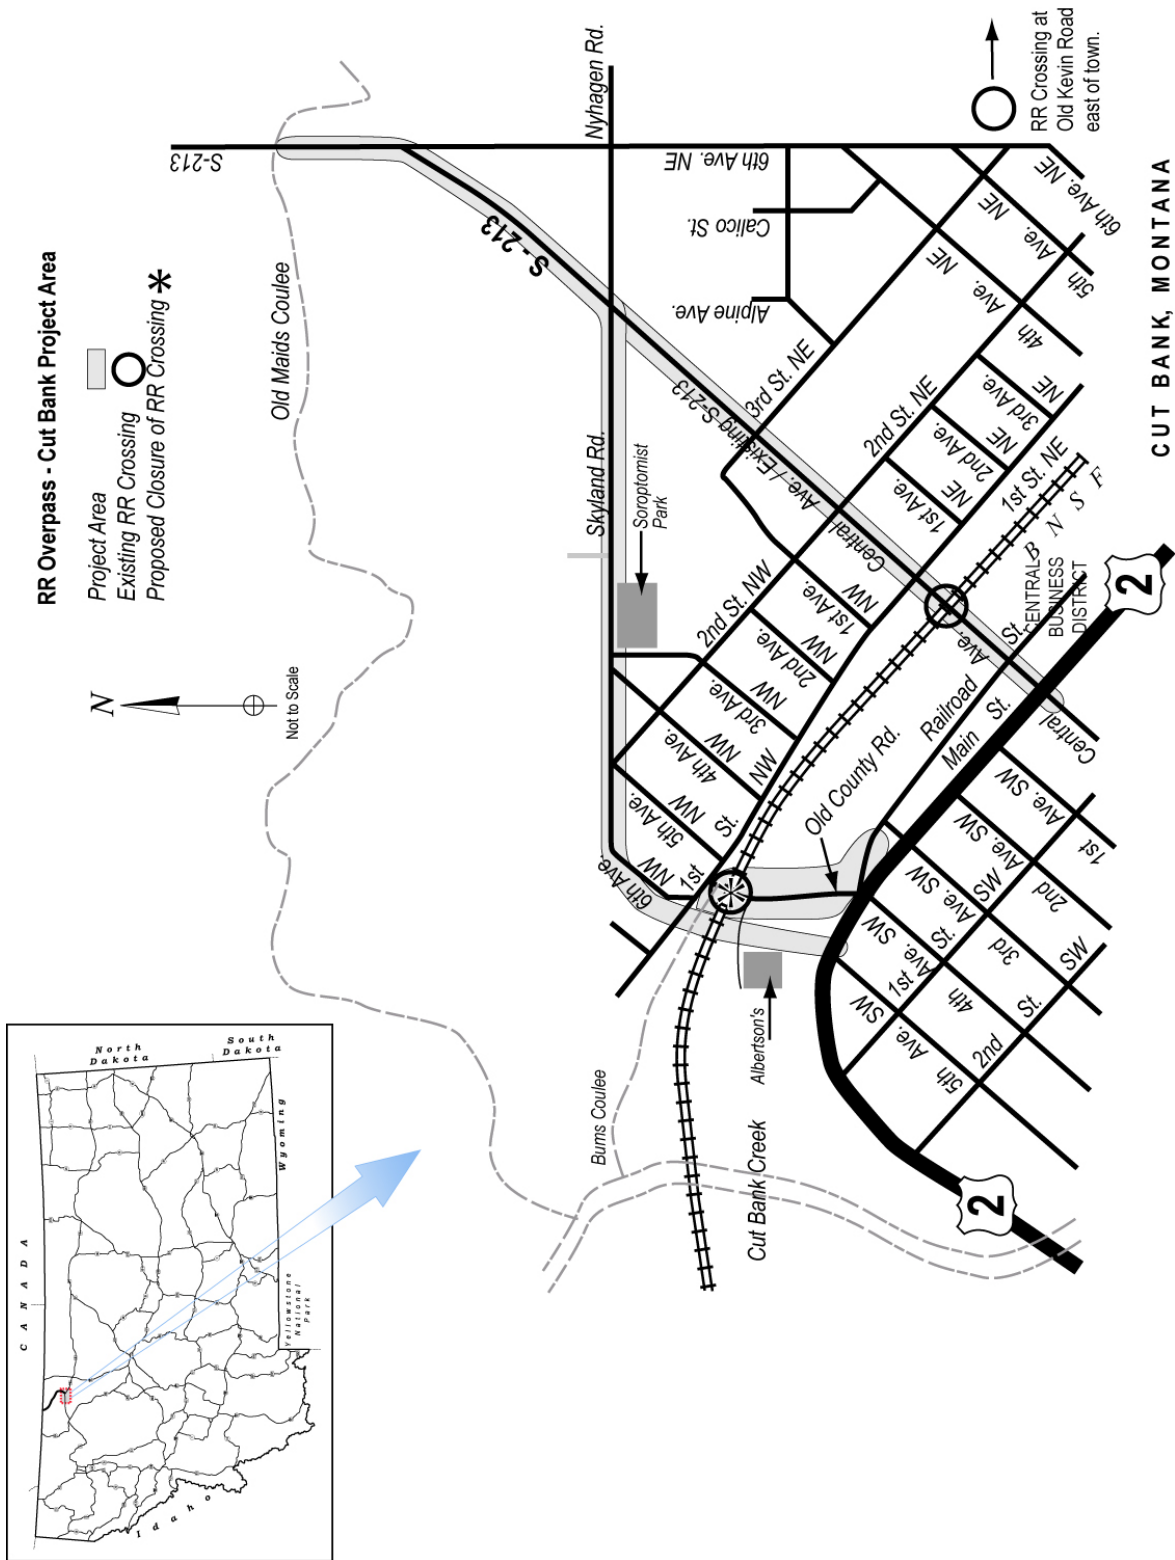 RR Overpass - Cut Bank Project Area
Project Area
Existing RR Crossing
Proposed Closure of RR Crossing *
N
Not to Scale
CANADA
North
Dakota
South
Dakota
Wyoming
Yellowstone
National
Park
Idaho
Old Maids Coulee
S-213
S-213
Nyhagen Rd.
Skyland Rd.
Soroptomist
Park
6th Ave. NE
Calico St.
Alpine Ave.
3rd St. NE
2nd St. NE
1st St. NE
Central Ave. / Existing S-213
6th Ave. NE
5th Ave. NE
4th Ave. NE
3rd Ave. NE
2nd Ave. NE
1st Ave. NE
2nd St. NW
1st Ave. NW
2nd Ave. NW
3rd Ave. NW
4th Ave. NW
5th Ave. NW
6th Ave. NW
1st St. NW
BNSF
CENTRAL
BUSINESS
DISTRICT
Railroad St.
Main St.
Central Ave.
Old County Rd.
Albertson's
Bums Coulee
Cut Bank Creek
1st Ave. SW
2nd Ave. SW
3rd Ave. SW
4th Ave. SW
5th Ave. SW
1st St. SW
2nd St. SW
2
2
RR Crossing at
Old Kevin Road
east of town.
CUT BANK, MONTANA